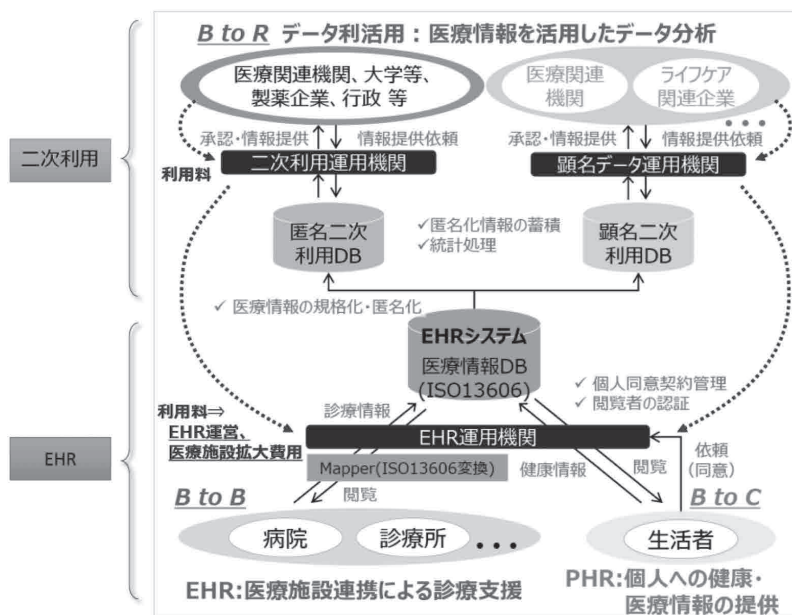 B to R データ利活用：医療情報を活用したデータ分析
医療関連機関、大学等、
製薬企業、行政 等
医療関連
機関
ライフケア
関連企業
・・・
承認・情報提供
情報提供依頼
承認・情報提供
情報提供依頼
二次利用
利用料
二次利用運用機関
顕名データ運用機関
匿名二次
利用DB
✓匿名化情報の蓄積
✓統計処理
顕名二次
利用DB
✓ 医療情報の規格化・匿名化
EHRシステム
医療情報DB
(ISO13606)
✓ 個人同意契約管理
✓ 閲覧者の認証
診療情報
利用料⇒
EHR運営、
医療施設拡大費用
EHR運用機関
EHR
Mapper(ISO13606変換)
健康情報
閲覧
依頼
(同意)
閲覧
B to B
B to C
病院
診療所
・・・
生活者
EHR:医療施設連携による診療支援
PHR:個人への健康・
医療情報の提供